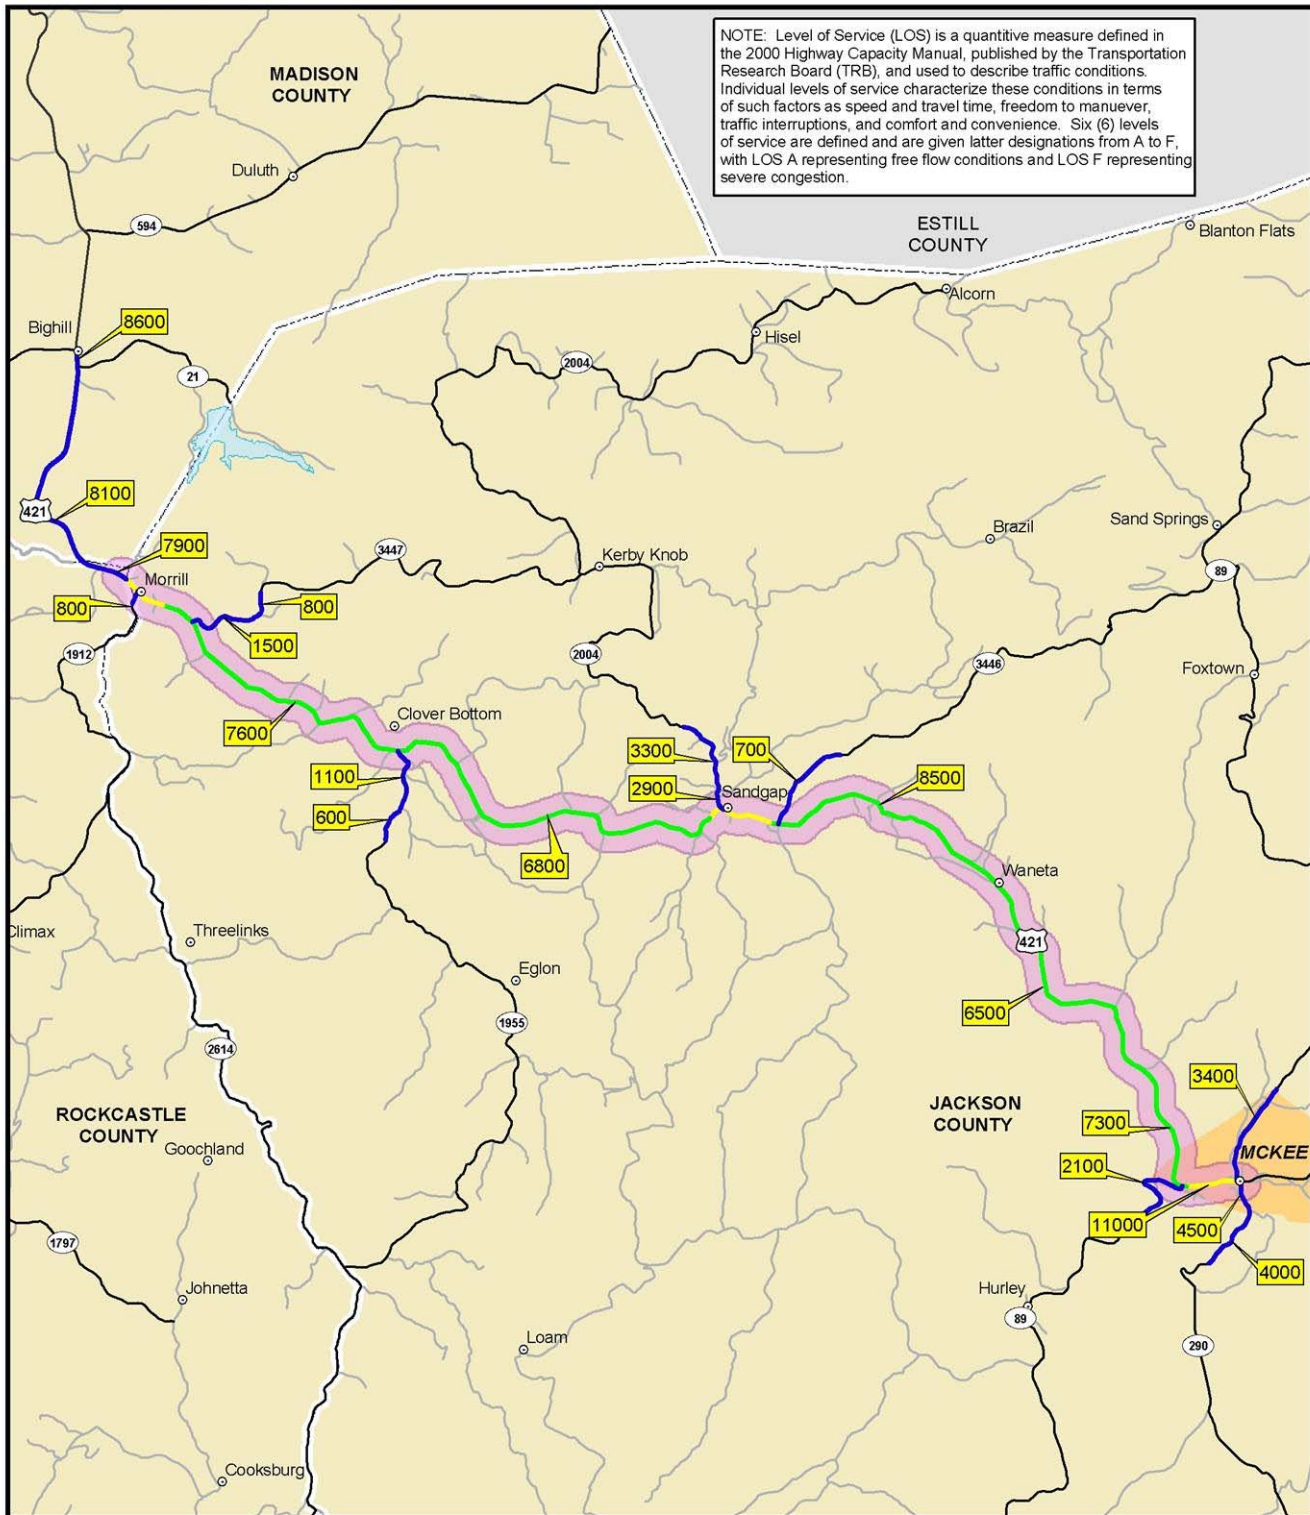 NOTE: Level of Service (LOS) is a quantitive measure defined in
the 2000 Highway Capacity Manual, published by the Transportation
Research Board (TRB), and used to describe traffic conditions.
Individual levels of service characterize these conditions in terms
of such factors as speed and travel time, freedom to manuever,
traffic interruptions, and comfort and convenience. Six (6) levels
of service are defined and are given latter designations from A to F,
with LOS A representing free flow conditions and LOS F representing
severe congestion.
MADISON
COUNTY
Duluth
594
ESTILL
COUNTY
Blanton Flats
Alcorn
Bighill
8600
Hisel
2004
21
8100
421
Sand Springs
Brazil
7900
3447
Kerby Knob
89
Morrill
800
800
1500
1912
2004
3446
Foxtown
Clover Bottom
7600
3300
700
1100
2900
Sandgap
8500
600
6800
Waneta
Climax
Threelinks
421
Eglon
6500
1955
2614
3400
JACKSON
COUNTY
ROCKCASTLE
COUNTY
7300
Goochland
MCKEE
2100
11000
4500
1797
4000
Johnetta
Hurley
89
Loam
290
Cooksburg